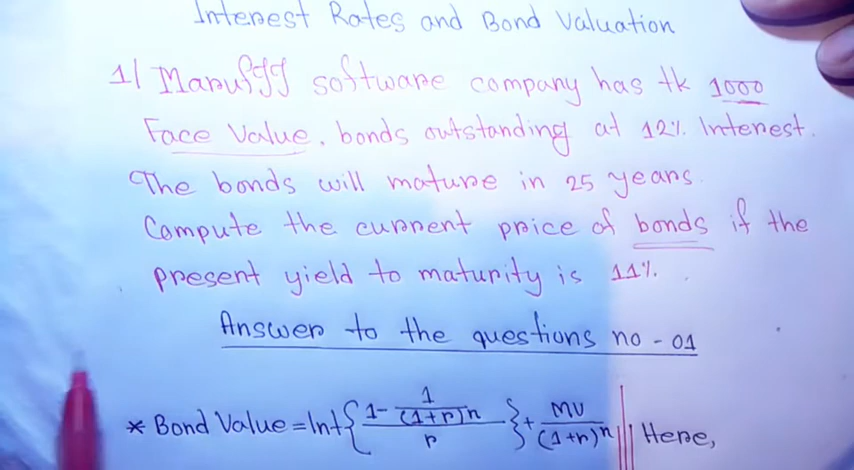 Interest Rates and Bond Valuation
1/ Marufff software company has tk 1000
Face Value. bonds outstanding at 12% Interest.
The bonds will mature in 25 years.
Compute the current price of bonds if the
present yield to maturity is 11%.
Answer to the questions no - 01
* Bond Value = Int{(1 - 1/(1+r)n)/r} + MV/(1+r)n || Here,